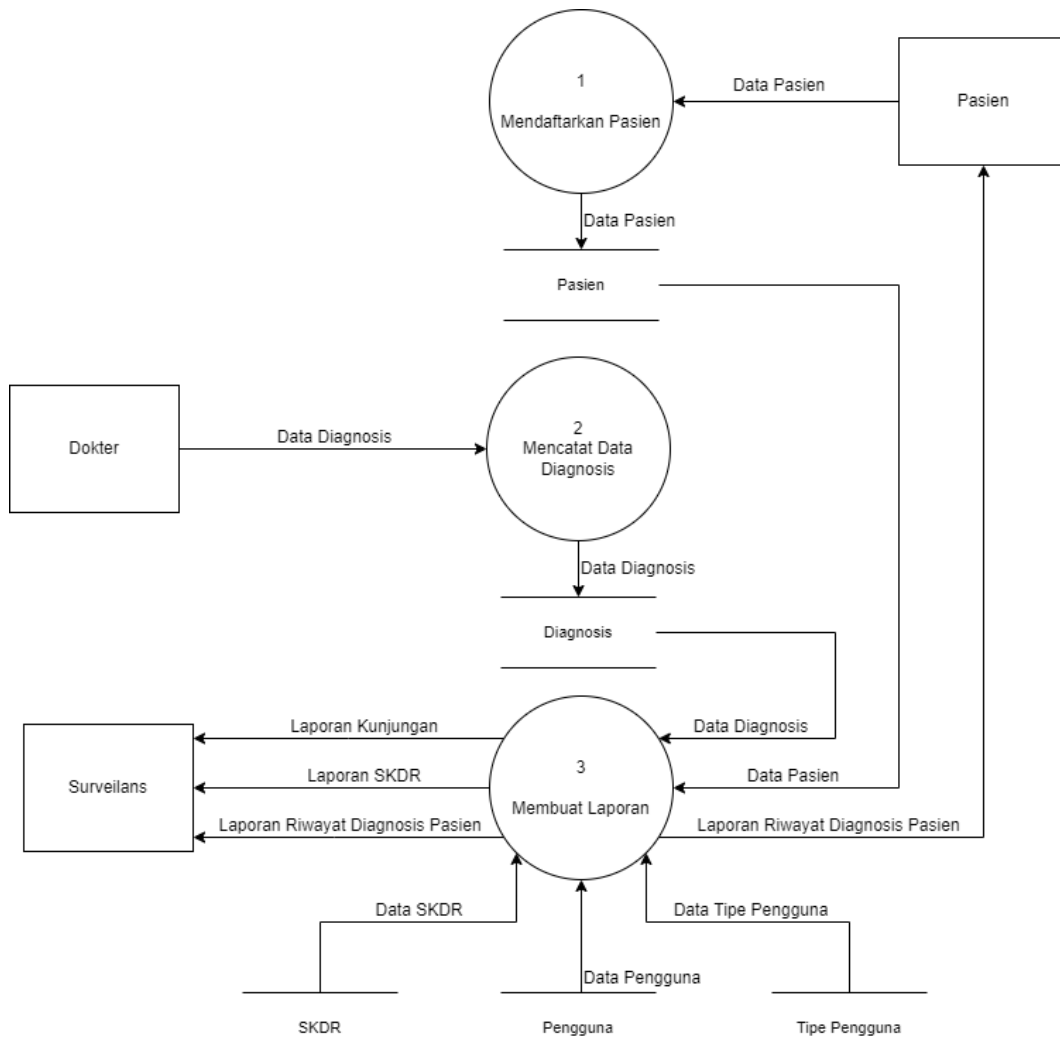 1
Mendaftarkan Pasien
Data Pasien
Pasien
Data Pasien
Pasien
Dokter
Data Diagnosis
2
Mencatat Data
Diagnosis
Data Diagnosis
Diagnosis
Surveilans
Laporan Kunjungan
Laporan SKDR
Laporan Riwayat Diagnosis Pasien
3
Membuat Laporan
Data Diagnosis
Data Pasien
Laporan Riwayat Diagnosis Pasien
Data SKDR
Data Tipe Pengguna
Data Pengguna
SKDR
Pengguna
Tipe Pengguna